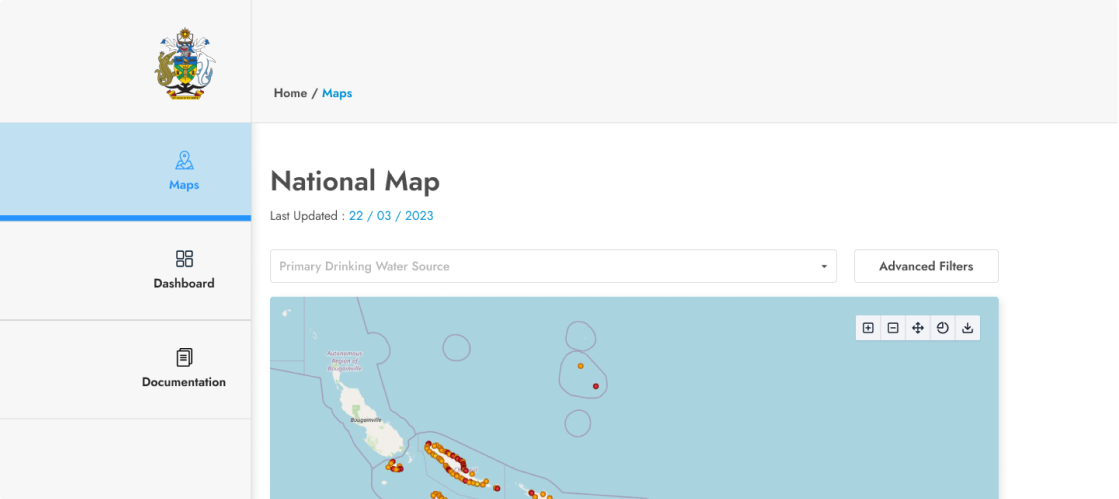 Home / Maps
Maps
National Map
Last Updated : 22 / 03 / 2023
Primary Drinking Water Source
Advanced Filters
Dashboard
Documentation
Autonomous
Region of
Bougainville
Bougainville